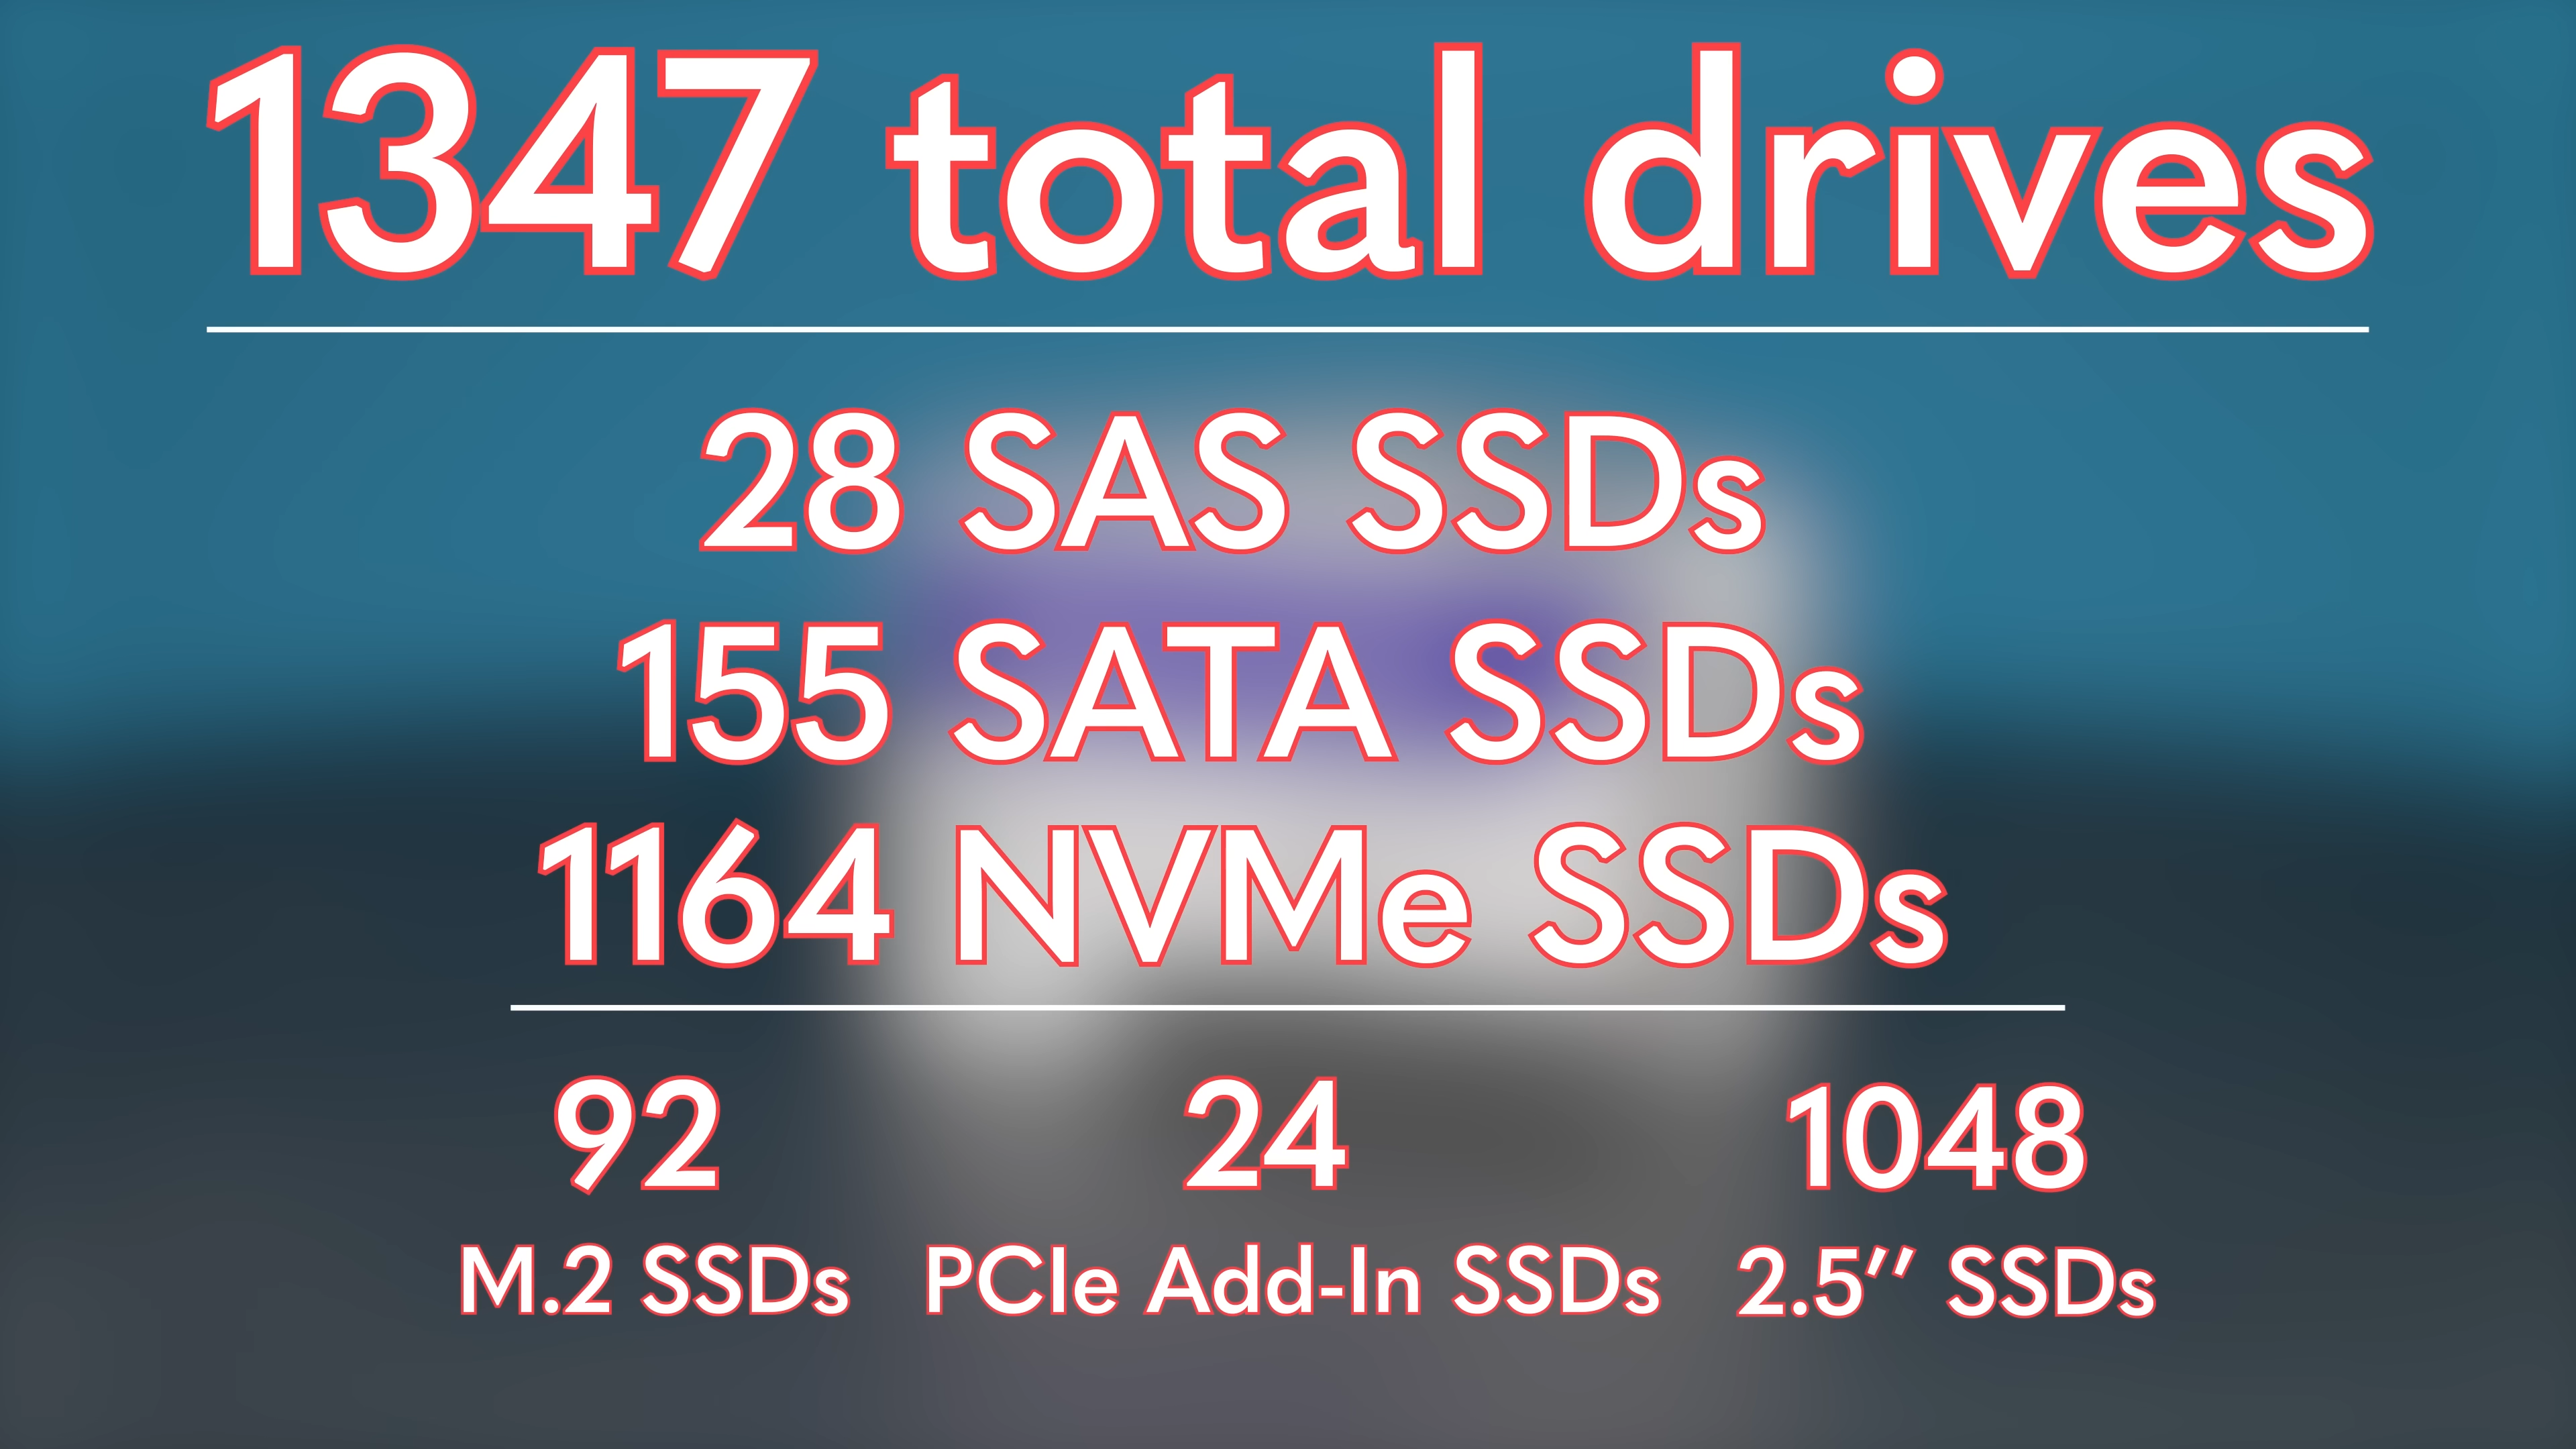 1347 total drives
28 SAS SSDs
155 SATA SSDs
1164 NVMe SSDs
92 24 1048
M.2 SSDs PCIe Add-In SSDs 2.5’’ SSDs